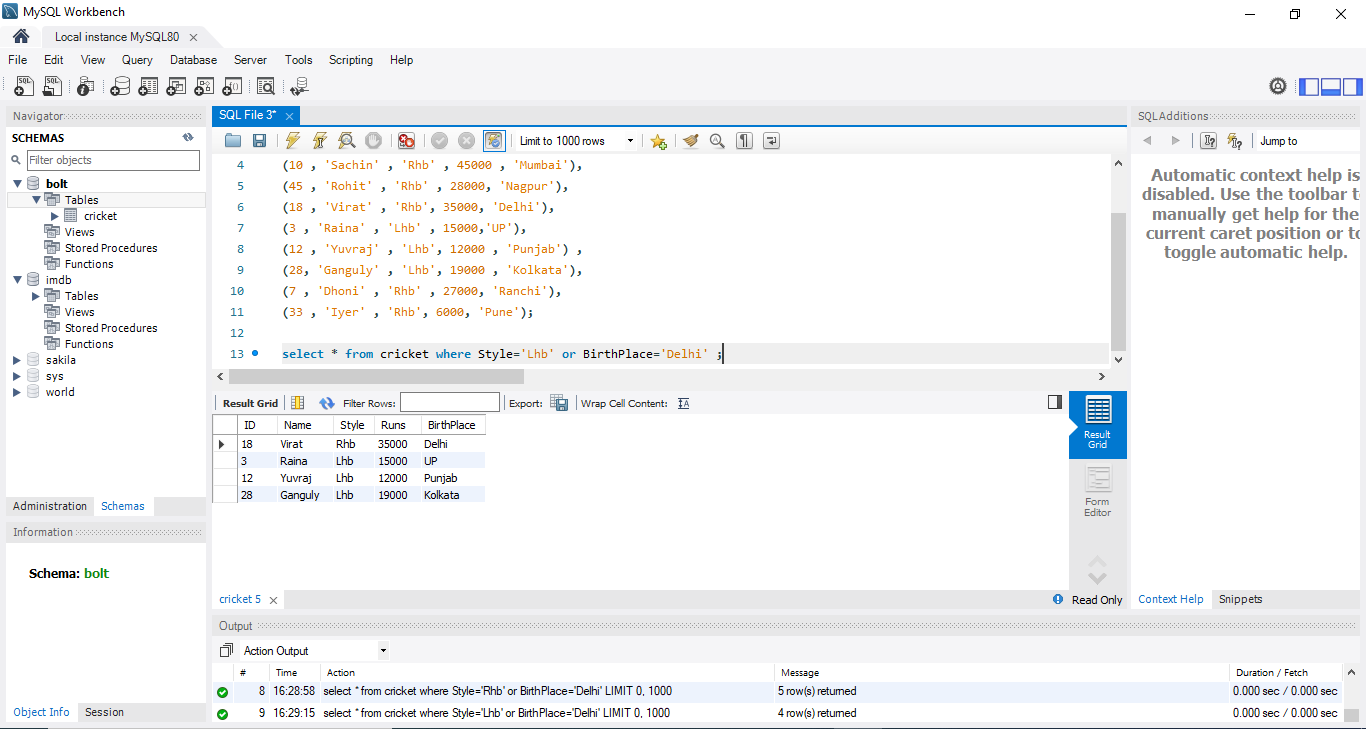 MySQL Workbench
Local instance MySQL80
File Edit View Query Database Server Tools Scripting Help
Navigator
SCHEMAS
Filter objects
bolt
Tables
cricket
Views
Stored Procedures
Functions
imdb
Tables
Views
Stored Procedures
Functions
sakila
sys
world
Administration Schemas
Information
Schema: bolt
Object Info Session
SQL File 3*
Limit to 1000 rows
4 (10 , 'Sachin' , 'Rhb' , 45000 , 'Mumbai'),
5 (45 , 'Rohit' , 'Rhb' , 28000, 'Nagpur'),
6 (18 , 'Virat' , 'Rhb', 35000, 'Delhi'),
7 (3 , 'Raina' , 'Lhb' , 15000,'UP'),
8 (12 , 'Yuvraj' , 'Lhb', 12000 , 'Punjab') ,
9 (28, 'Ganguly' , 'Lhb', 19000 , 'Kolkata'),
10 (7 , 'Dhoni' , 'Rhb' , 27000, 'Ranchi'),
11 (33 , 'Iyer' , 'Rhb', 6000, 'Pune');
12
13 select * from cricket where Style='Lhb' or BirthPlace='Delhi' ;
Result Grid Filter Rows: Export: Wrap Cell Content:
ID Name Style Runs BirthPlace
18 Virat Rhb 35000 Delhi
3 Raina Lhb 15000 UP
12 Yuvraj Lhb 12000 Punjab
28 Ganguly Lhb 19000 Kolkata
Result
Grid
Form
Editor
cricket 5
Read Only
SQLAdditions
Jump to
Automatic context help is
disabled. Use the toolbar t
manually get help for the
current caret position or to
toggle automatic help.
Context Help Snippets
Output
Action Output
# Time Action Message Duration / Fetch
8 16:28:58 select * from cricket where Style='Rhb' or BirthPlace='Delhi' LIMIT 0, 1000 5 row(s) returned 0.000 sec / 0.000 sec
9 16:29:15 select * from cricket where Style='Lhb' or BirthPlace='Delhi' LIMIT 0, 1000 4 row(s) returned 0.000 sec / 0.000 sec